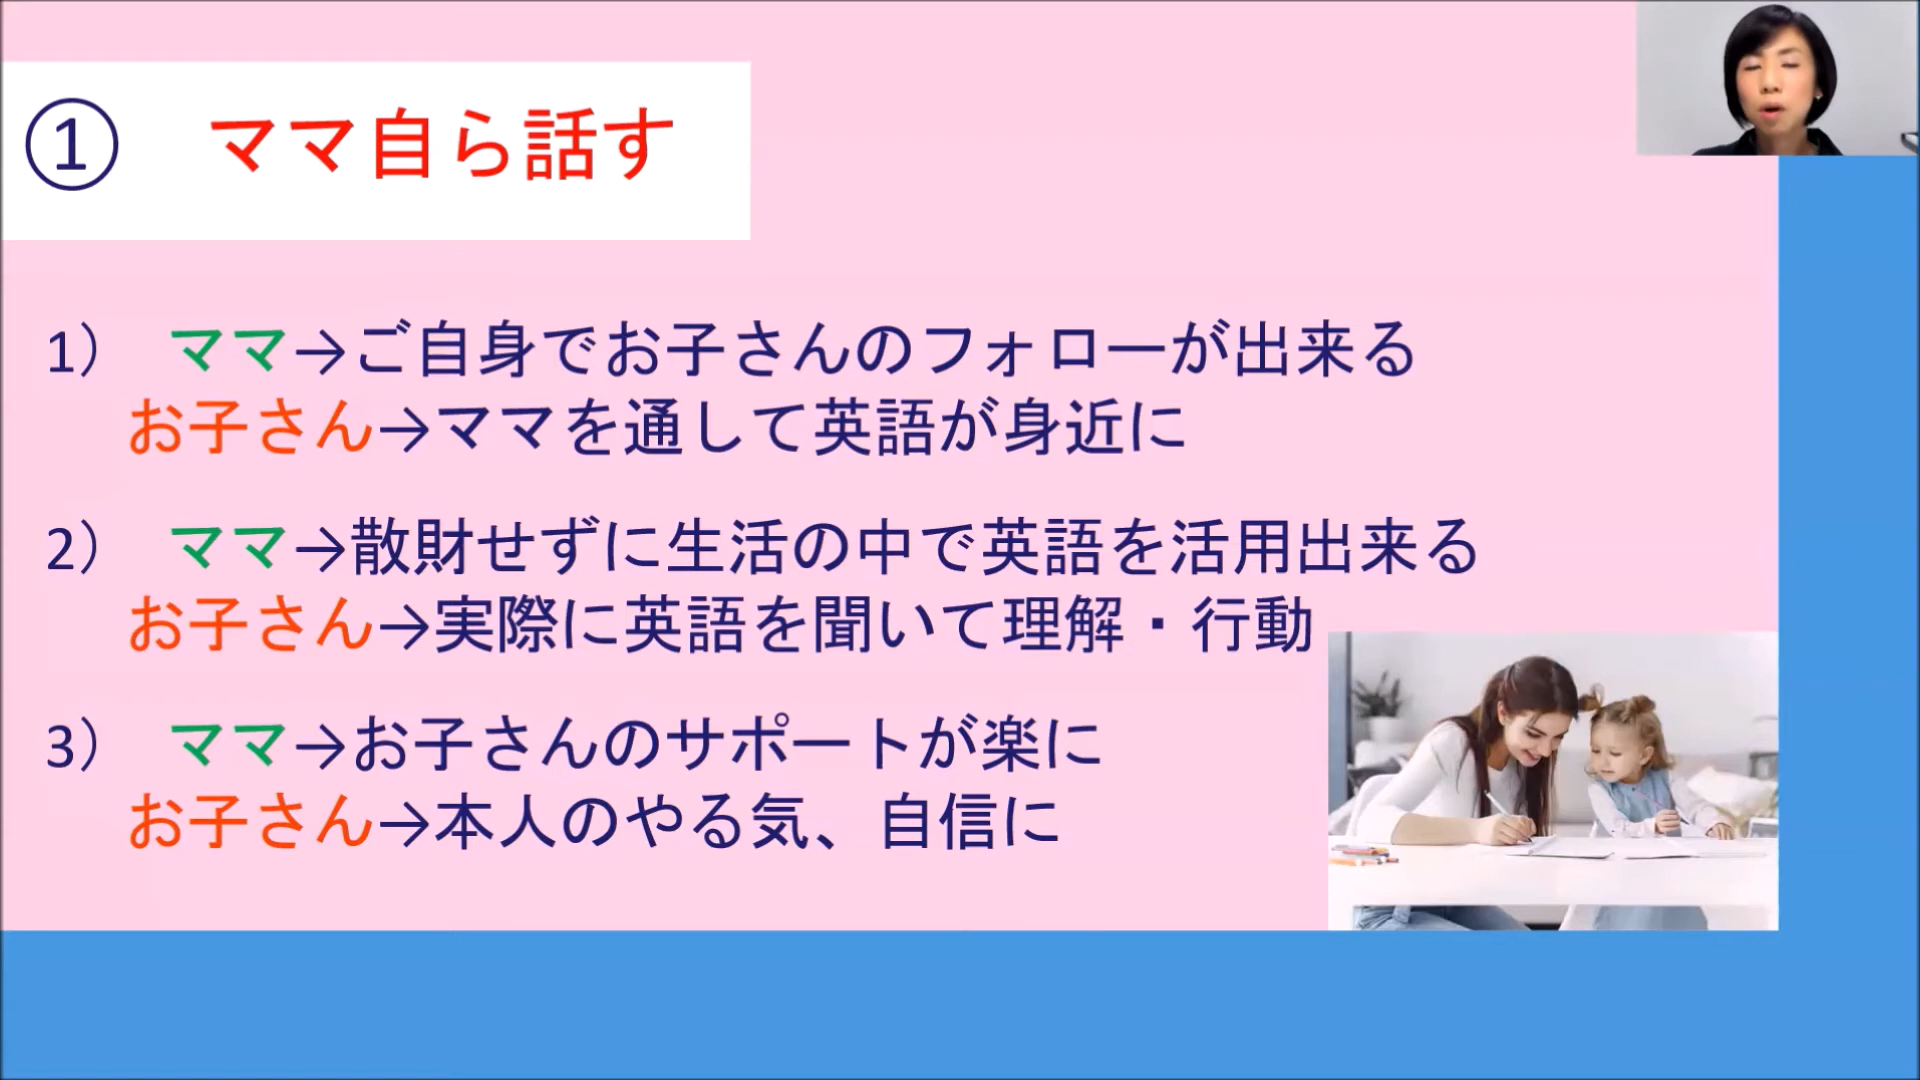 ① ママ自ら話す
1） ママ→ご自身でお子さんのフォローが出来る
お子さん→ママを通して英語が身近に
2） ママ→散財せずに生活の中で英語を活用出来る
お子さん→実際に英語を聞いて理解・行動
3） ママ→お子さんのサポートが楽に
お子さん→本人のやる気、自信に